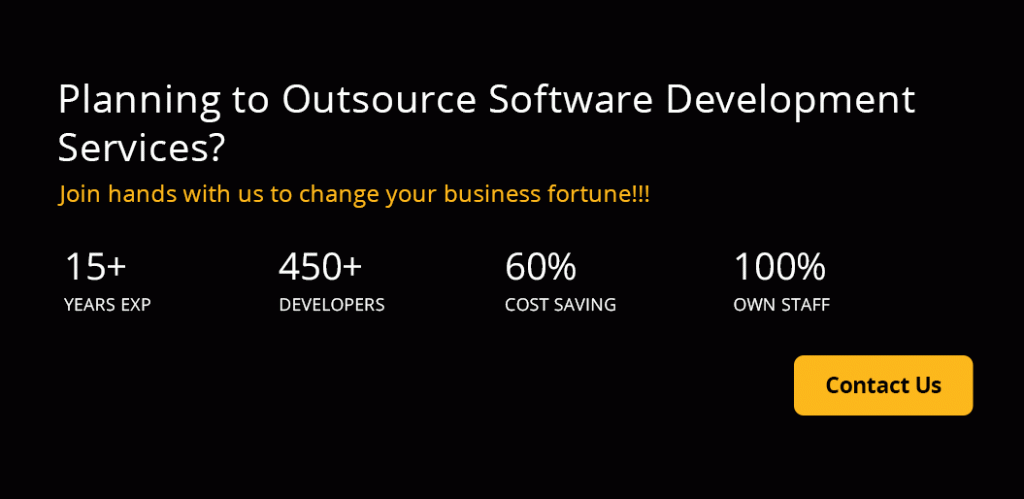 Planning to Outsource Software Development
Services?
Join hands with us to change your business fortune!!!
15+ 450+ 60% 100%
YEARS EXP DEVELOPERS COST SAVING OWN STAFF
Contact Us